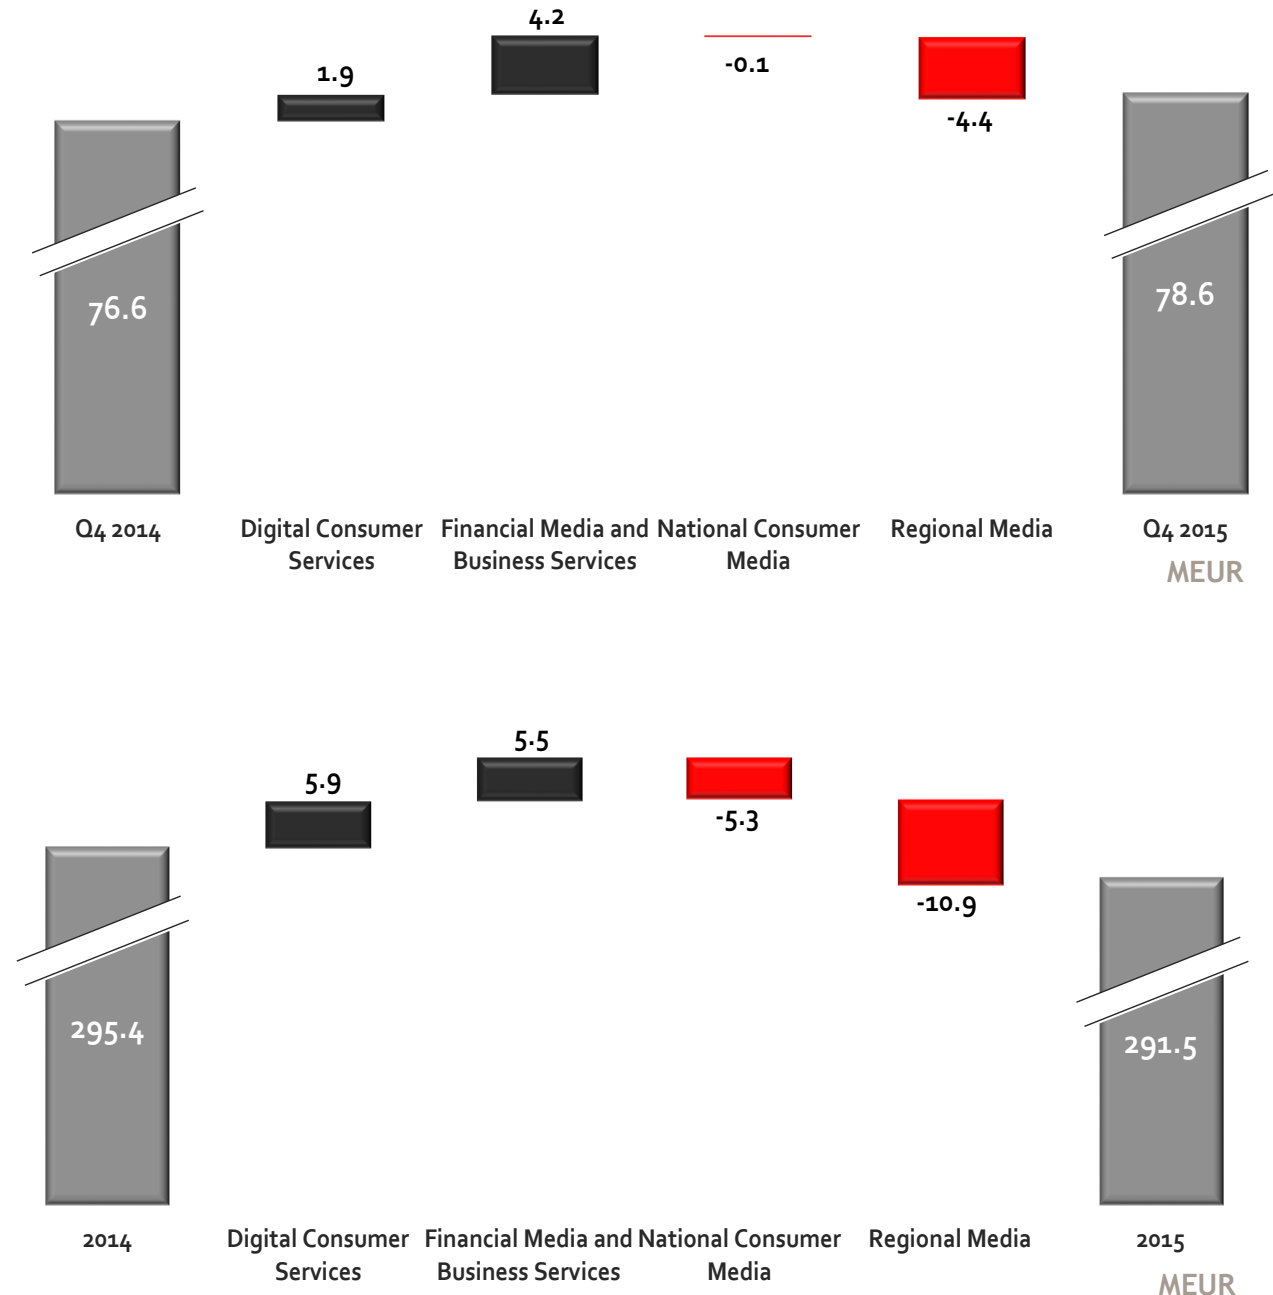 4.2
1.9
-0.1
-4.4
76.6
78.6
Q4 2014
Digital Consumer
Services
Financial Media and
Business Services
National Consumer
Media
Regional Media
Q4 2015
MEUR
5.5
5.9
-5.3
-10.9
295.4
291.5
2014
Digital Consumer
Services
Financial Media and
Business Services
National Consumer
Media
Regional Media
2015
MEUR